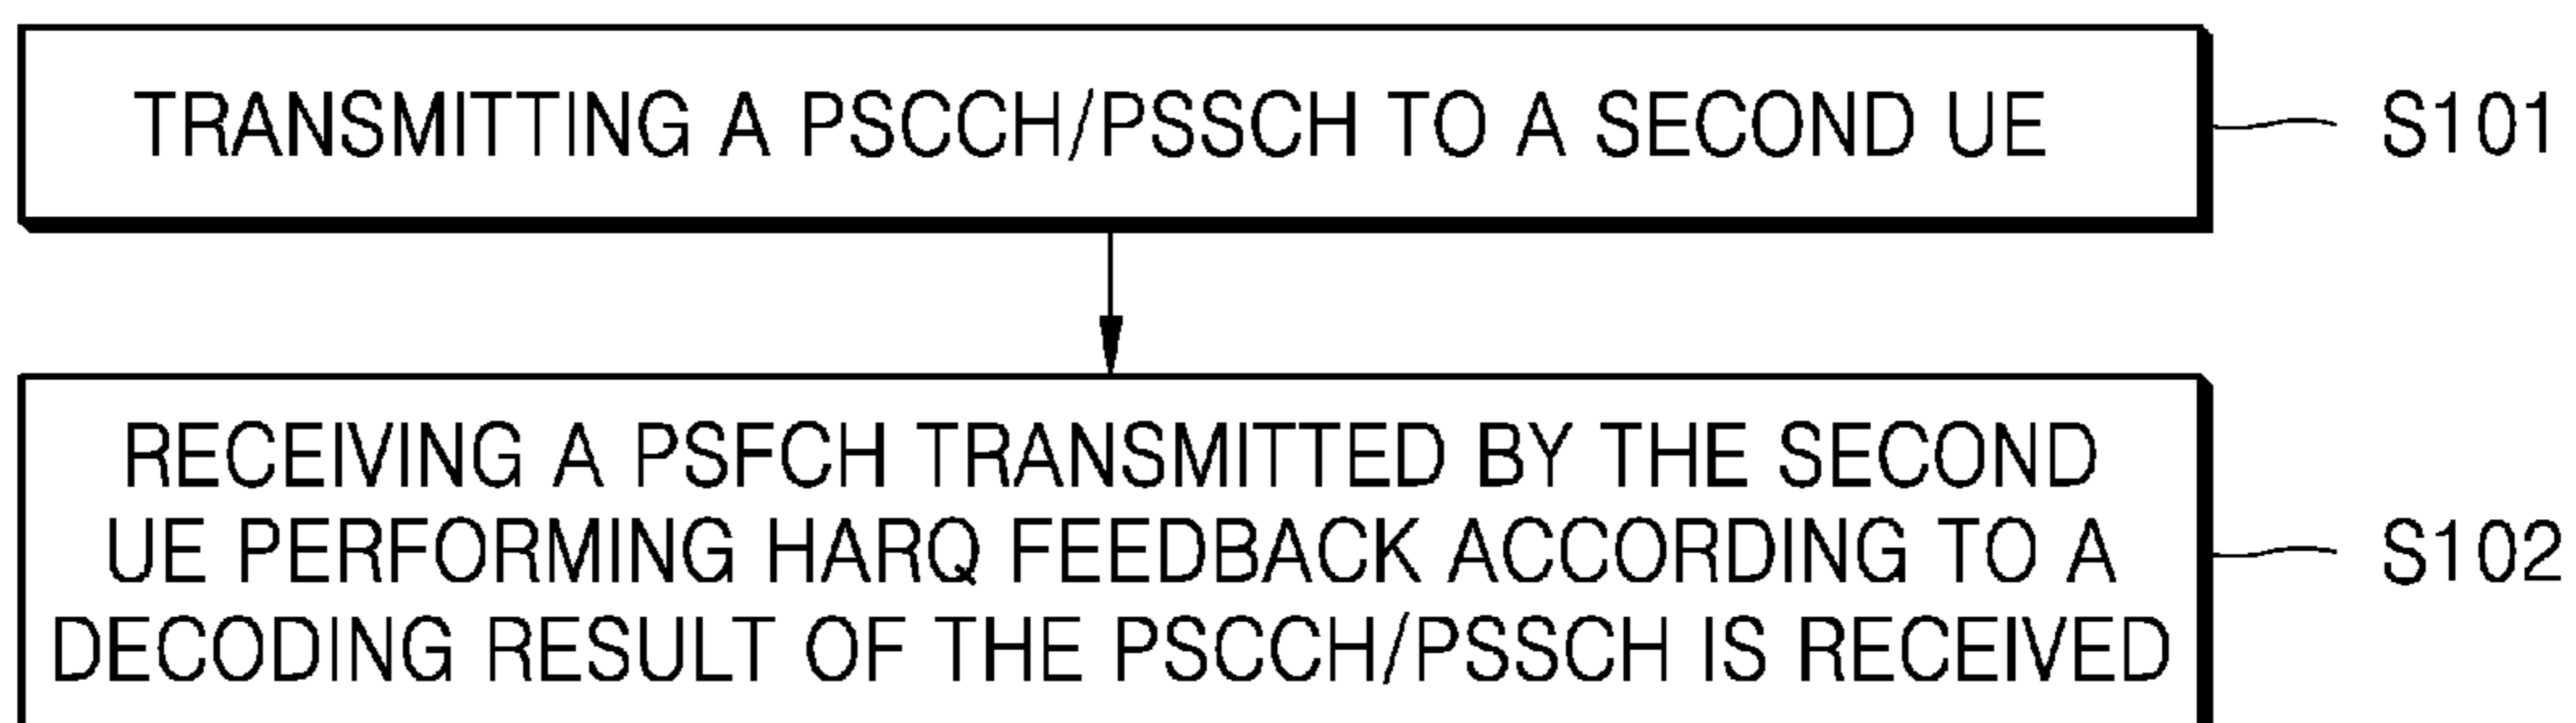 TRANSMITTING A PSCCH/PSSCH TO A SECOND UE
S101
RECEIVING A PSFCH TRANSMITTED BY THE SECOND
UE PERFORMING HARQ FEEDBACK ACCORDING TO A
DECODING RESULT OF THE PSCCH/PSSCH IS RECEIVED
S102